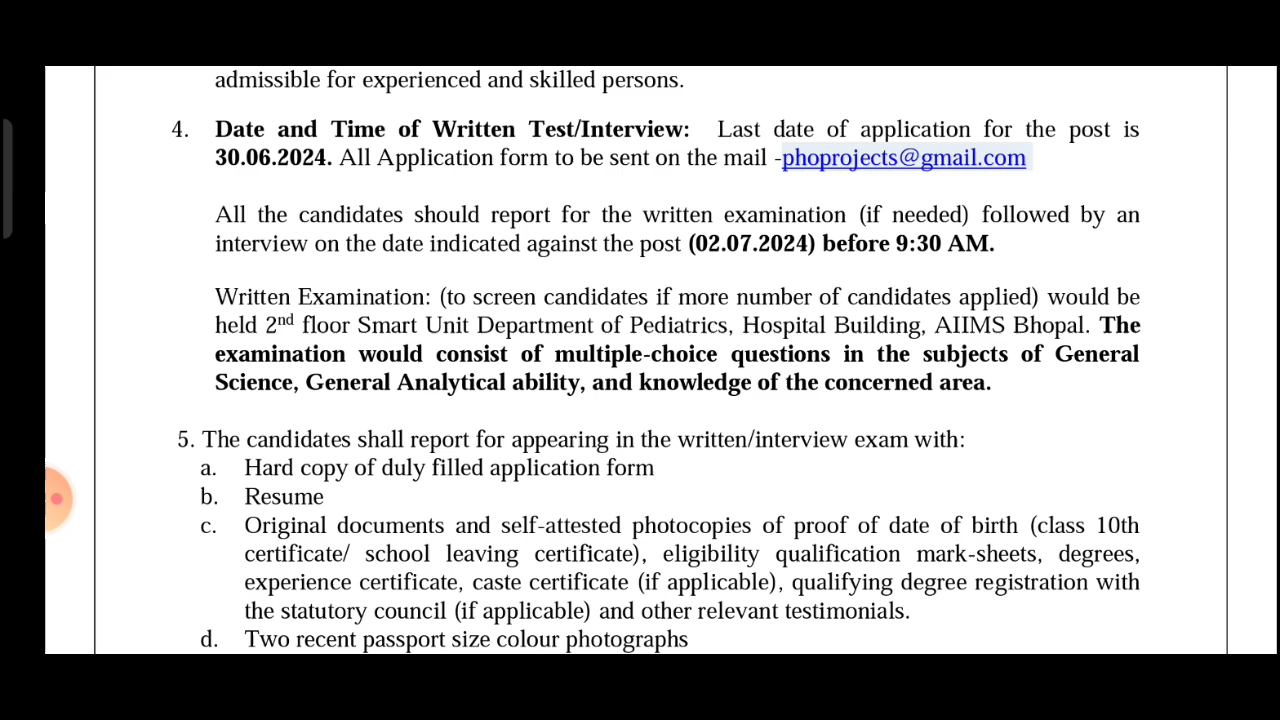 admissible for experienced and skilled persons.
4. Date and Time of Written Test/Interview: Last date of application for the post is
30.06.2024. All Application form to be sent on the mail -phoprojects@gmail.com
All the candidates should report for the written examination (if needed) followed by an
interview on the date indicated against the post (02.07.2024) before 9:30 AM.
Written Examination: (to screen candidates if more number of candidates applied) would be
held 2nd floor Smart Unit Department of Pediatrics, Hospital Building, AIIMS Bhopal. The
examination would consist of multiple-choice questions in the subjects of General
Science, General Analytical ability, and knowledge of the concerned area.
5. The candidates shall report for appearing in the written/interview exam with:
a. Hard copy of duly filled application form
b. Resume
c. Original documents and self-attested photocopies of proof of date of birth (class 10th
certificate/ school leaving certificate), eligibility qualification mark-sheets, degrees,
experience certificate, caste certificate (if applicable), qualifying degree registration with
the statutory council (if applicable) and other relevant testimonials.
d. Two recent passport size colour photographs